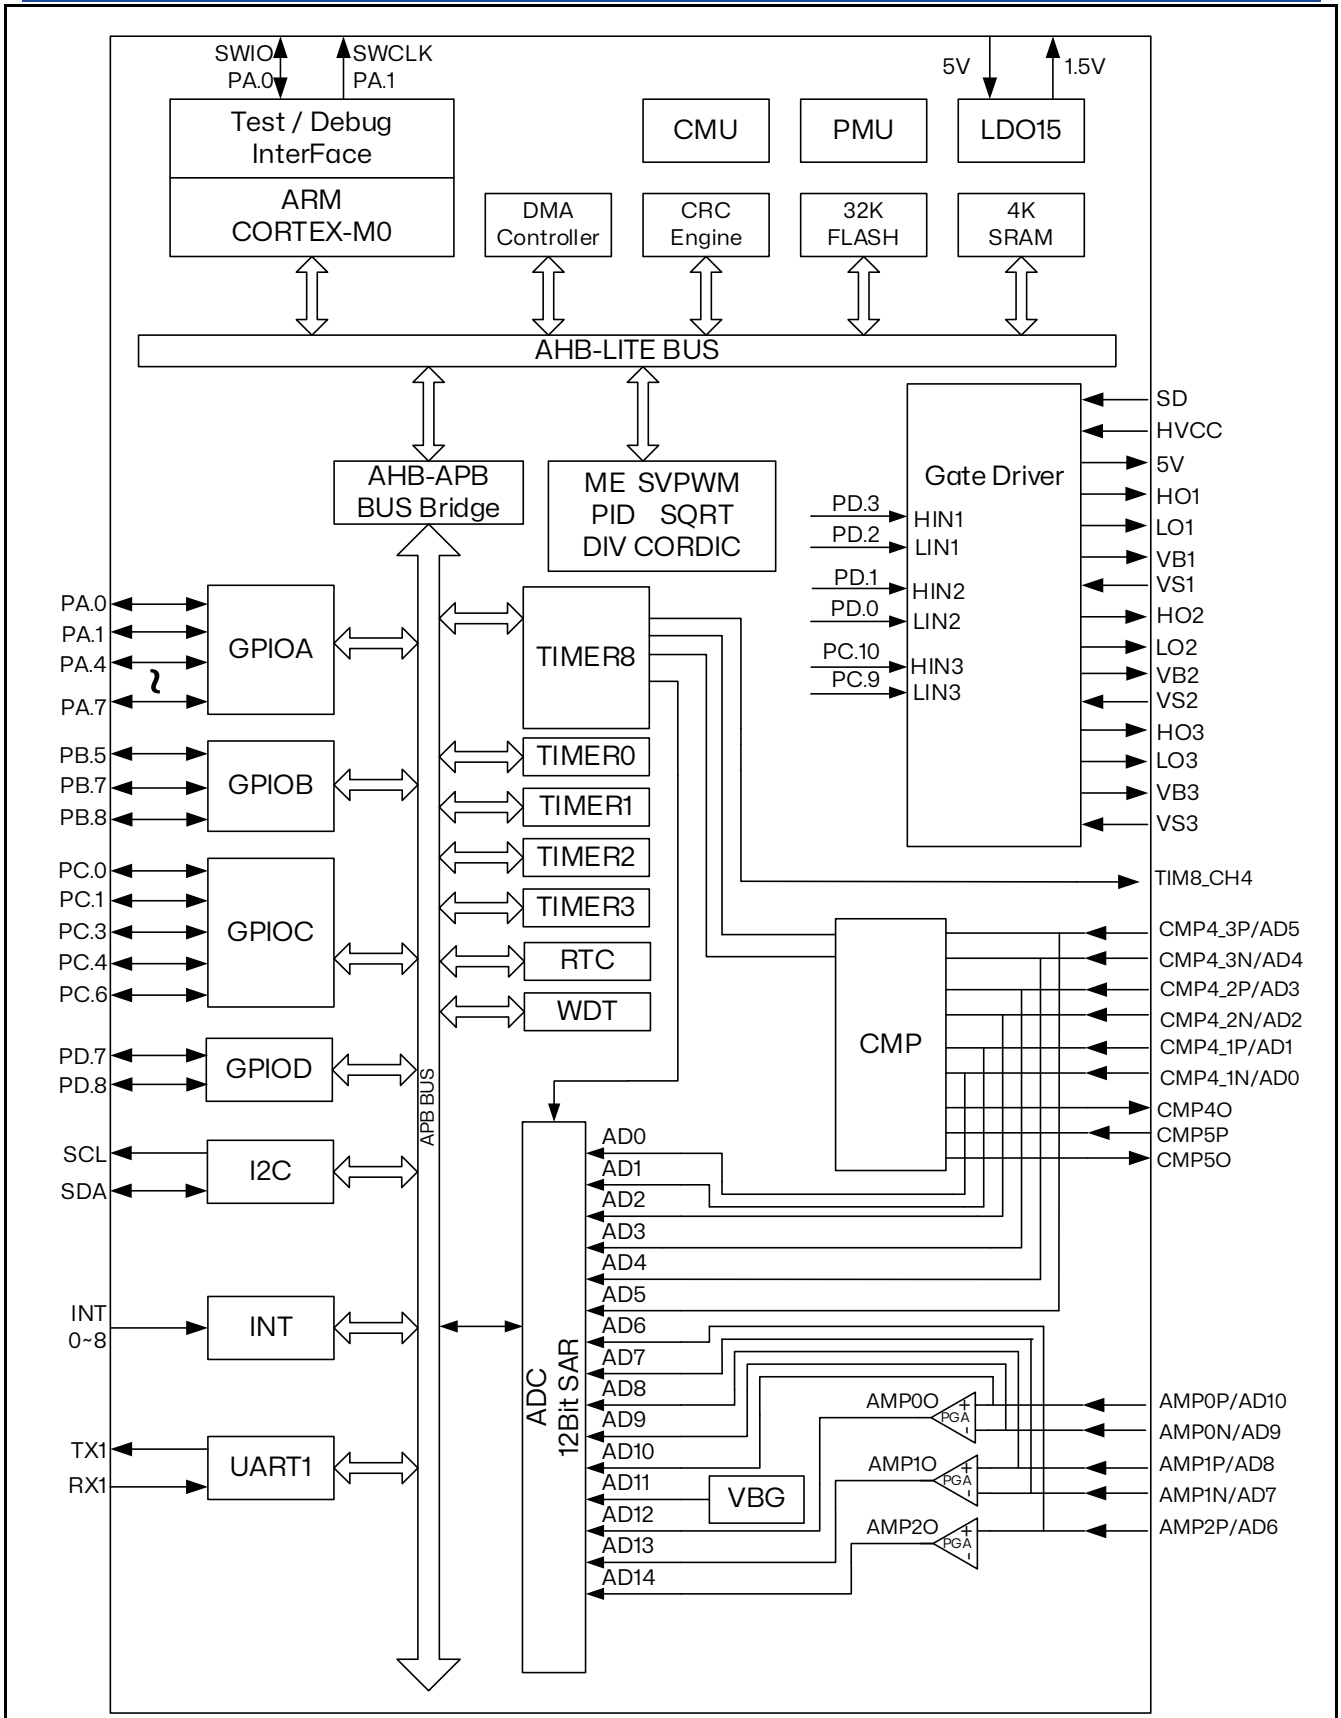 SWIO
PA.0
SWCLK
PA.1
5V
1.5V
Test / Debug
InterFace
ARM
CORTEX-M0
CMU
PMU
LDO15
DMA
Controller
CRC
Engine
32K
FLASH
4K
SRAM
AHB-LITE BUS
AHB-APB
BUS Bridge
ME SVPWM
PID SQRT
DIV CORDIC
Gate Driver
PD.3
HIN1
PD.2
LIN1
PD.1
HIN2
PD.0
LIN2
PC.10
HIN3
PC.9
LIN3
SD
HVCC
5V
HO1
LO1
VB1
VS1
HO2
LO2
VB2
VS2
HO3
LO3
VB3
VS3
TIM8_CH4
PA.0
PA.1
PA.4
~
PA.7
GPIOA
PB.5
PB.7
PB.8
GPIOB
PC.0
PC.1
PC.3
PC.4
PC.6
GPIOC
PD.7
PD.8
GPIOD
SCL
SDA
I2C
INT
0~8
INT
TX1
RX1
UART1
APB BUS
TIMER8
TIMER0
TIMER1
TIMER2
TIMER3
RTC
WDT
CMP
CMP4_3P/AD5
CMP4_3N/AD4
CMP4_2P/AD3
CMP4_2N/AD2
CMP4_1P/AD1
CMP4_1N/AD0
CMP4O
CMP5P
CMP5O
ADC
12Bit SAR
AD0
AD1
AD2
AD3
AD4
AD5
AD6
AD7
AD8
AD9
AD10
AD11
AD12
AD13
AD14
VBG
AMP0O
+
PGA
-
AMP1O
+
PGA
-
AMP2O
+
PGA
-
AMP0P/AD10
AMP0N/AD9
AMP1P/AD8
AMP1N/AD7
AMP2P/AD6